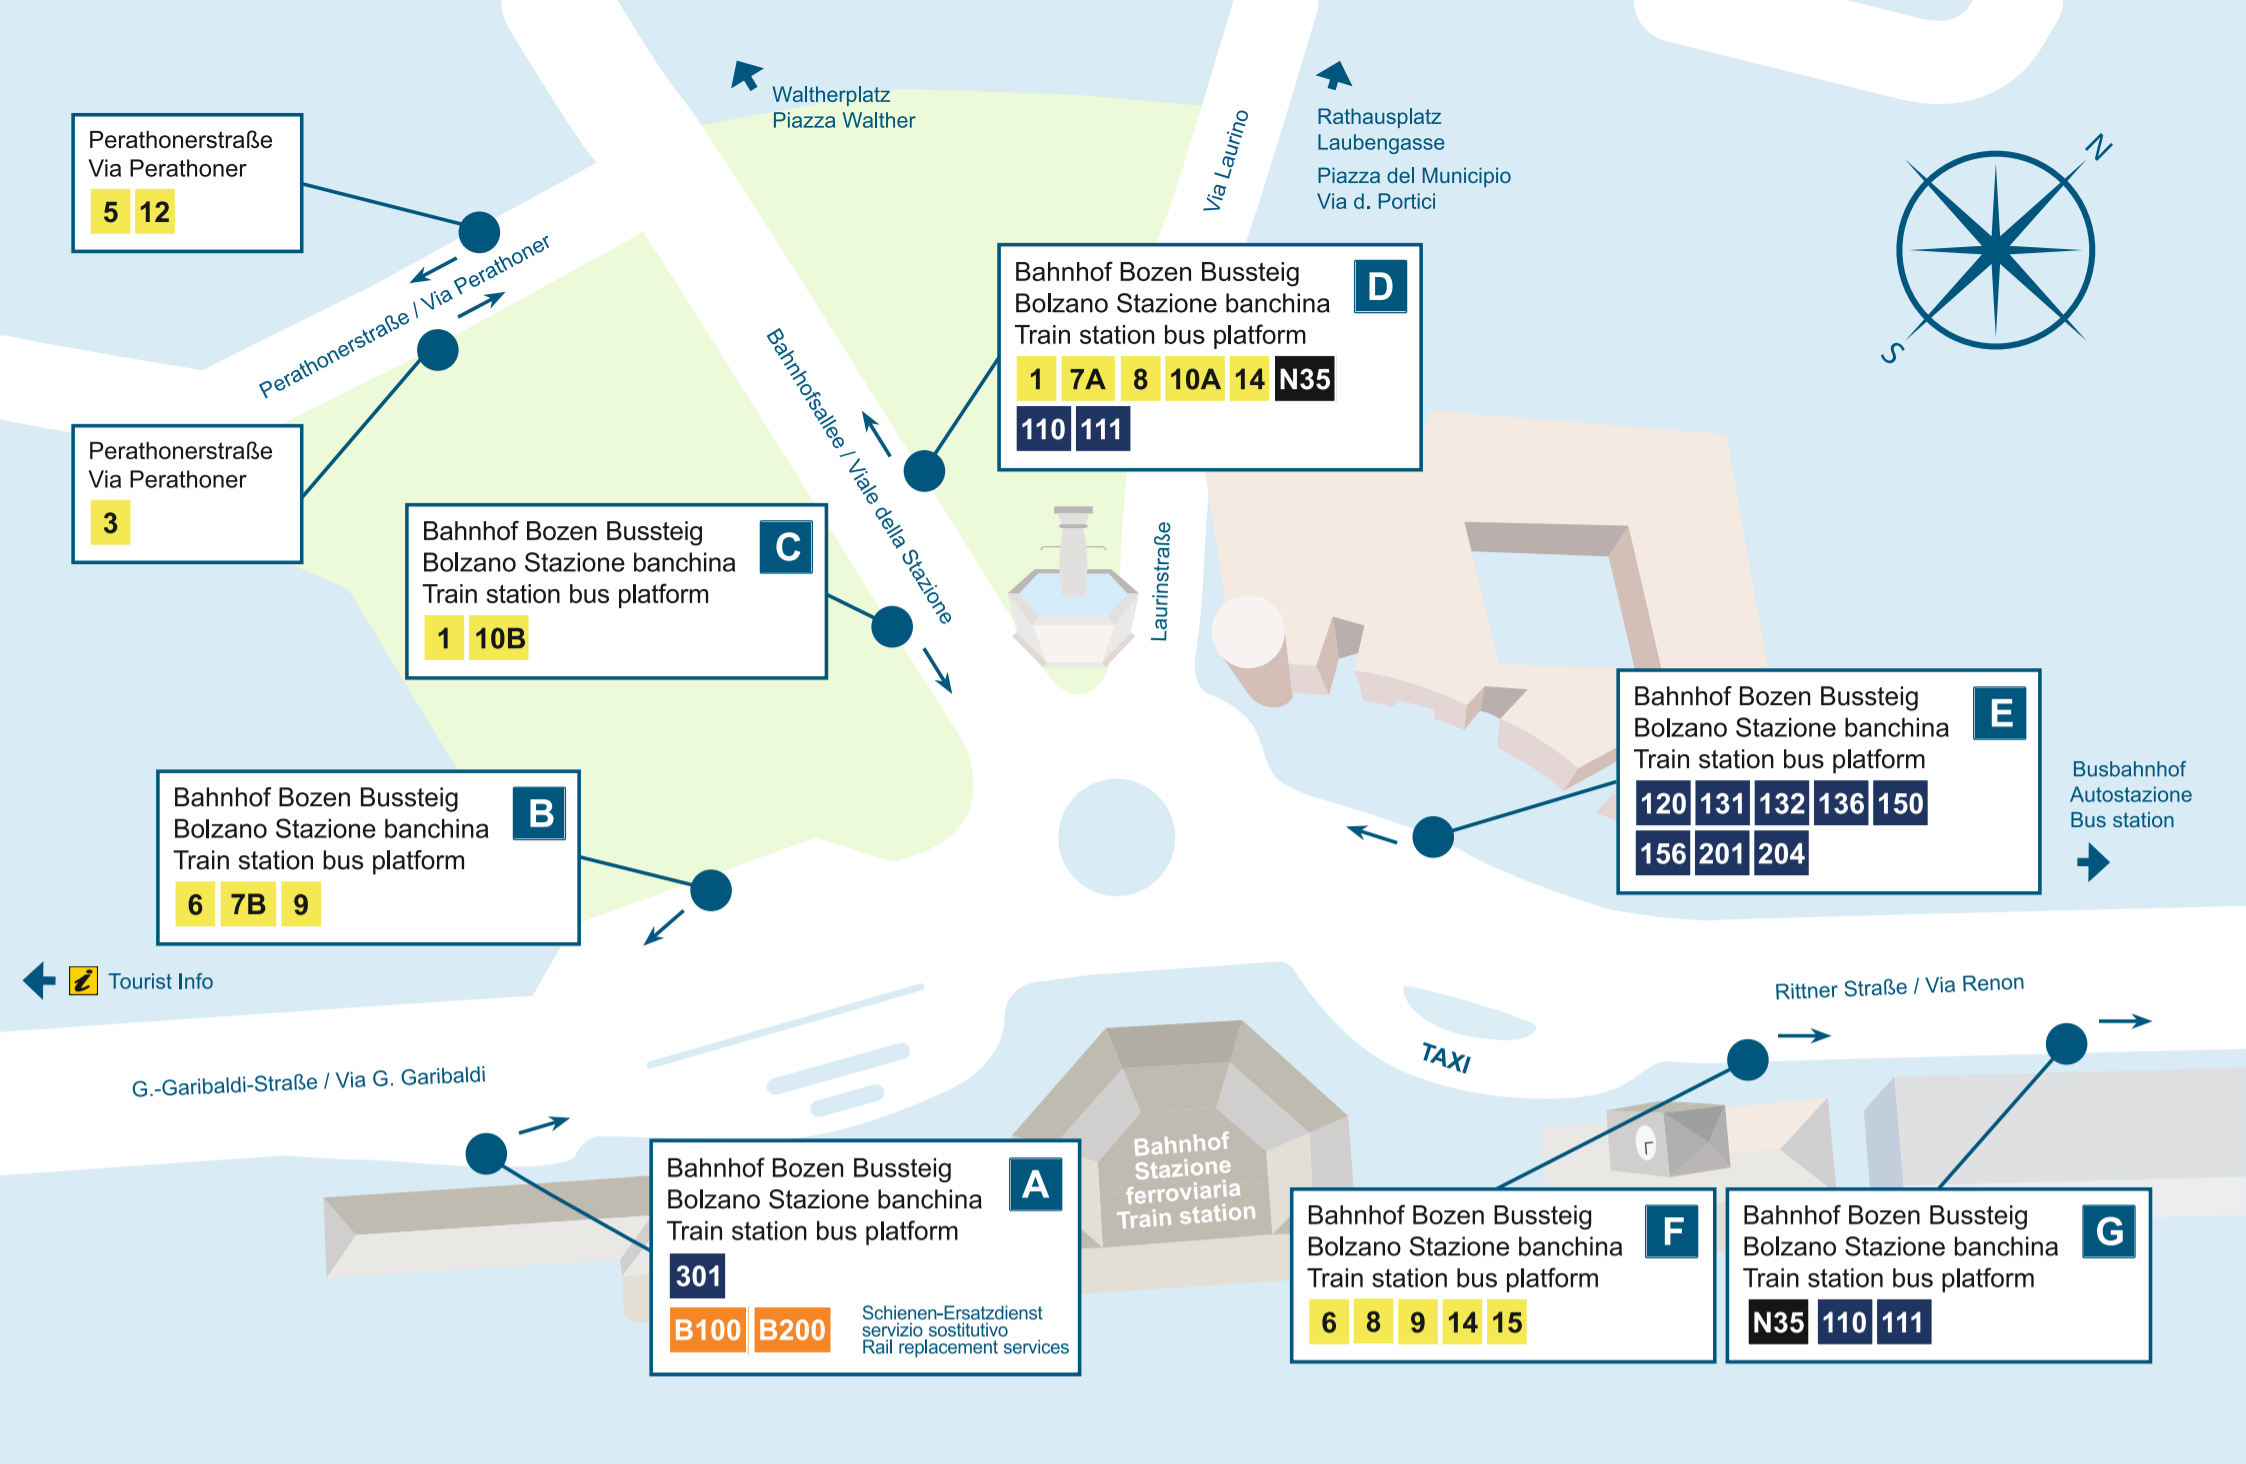 Waltherplatz
Piazza Walther
Rathausplatz
Laubengasse
Piazza del Municipio
Via d. Portici
Via Laurino
N
S
Perathonerstraße
Via Perathoner
5 12
Perathonerstraße / Via Perathoner
Perathonerstraße
Via Perathoner
3
Bahnhofsallee / Viale della Stazione
Bahnhof Bozen Bussteig
Bolzano Stazione banchina
Train station bus platform
D
1 7A 8 10A 14 N35
110 111
Bahnhof Bozen Bussteig
Bolzano Stazione banchina
Train station bus platform
C
1 10B
Laurinstraße
Bahnhof Bozen Bussteig
Bolzano Stazione banchina
Train station bus platform
E
120 131 132 136 150
156 201 204
Busbahnhof
Autostazione
Bus station
Bahnhof Bozen Bussteig
Bolzano Stazione banchina
Train station bus platform
B
6 7B 9
i Tourist Info
G.-Garibaldi-Straße / Via G. Garibaldi
Rittner Straße / Via Renon
TAXI
Bahnhof
Stazione
ferroviaria
Train station
Bahnhof Bozen Bussteig
Bolzano Stazione banchina
Train station bus platform
A
301
B100 B200
Schienen-Ersatzdienst
servizio sostitutivo
Rail replacement services
Bahnhof Bozen Bussteig
Bolzano Stazione banchina
Train station bus platform
F
6 8 9 14 15
Bahnhof Bozen Bussteig
Bolzano Stazione banchina
Train station bus platform
G
N35 110 111